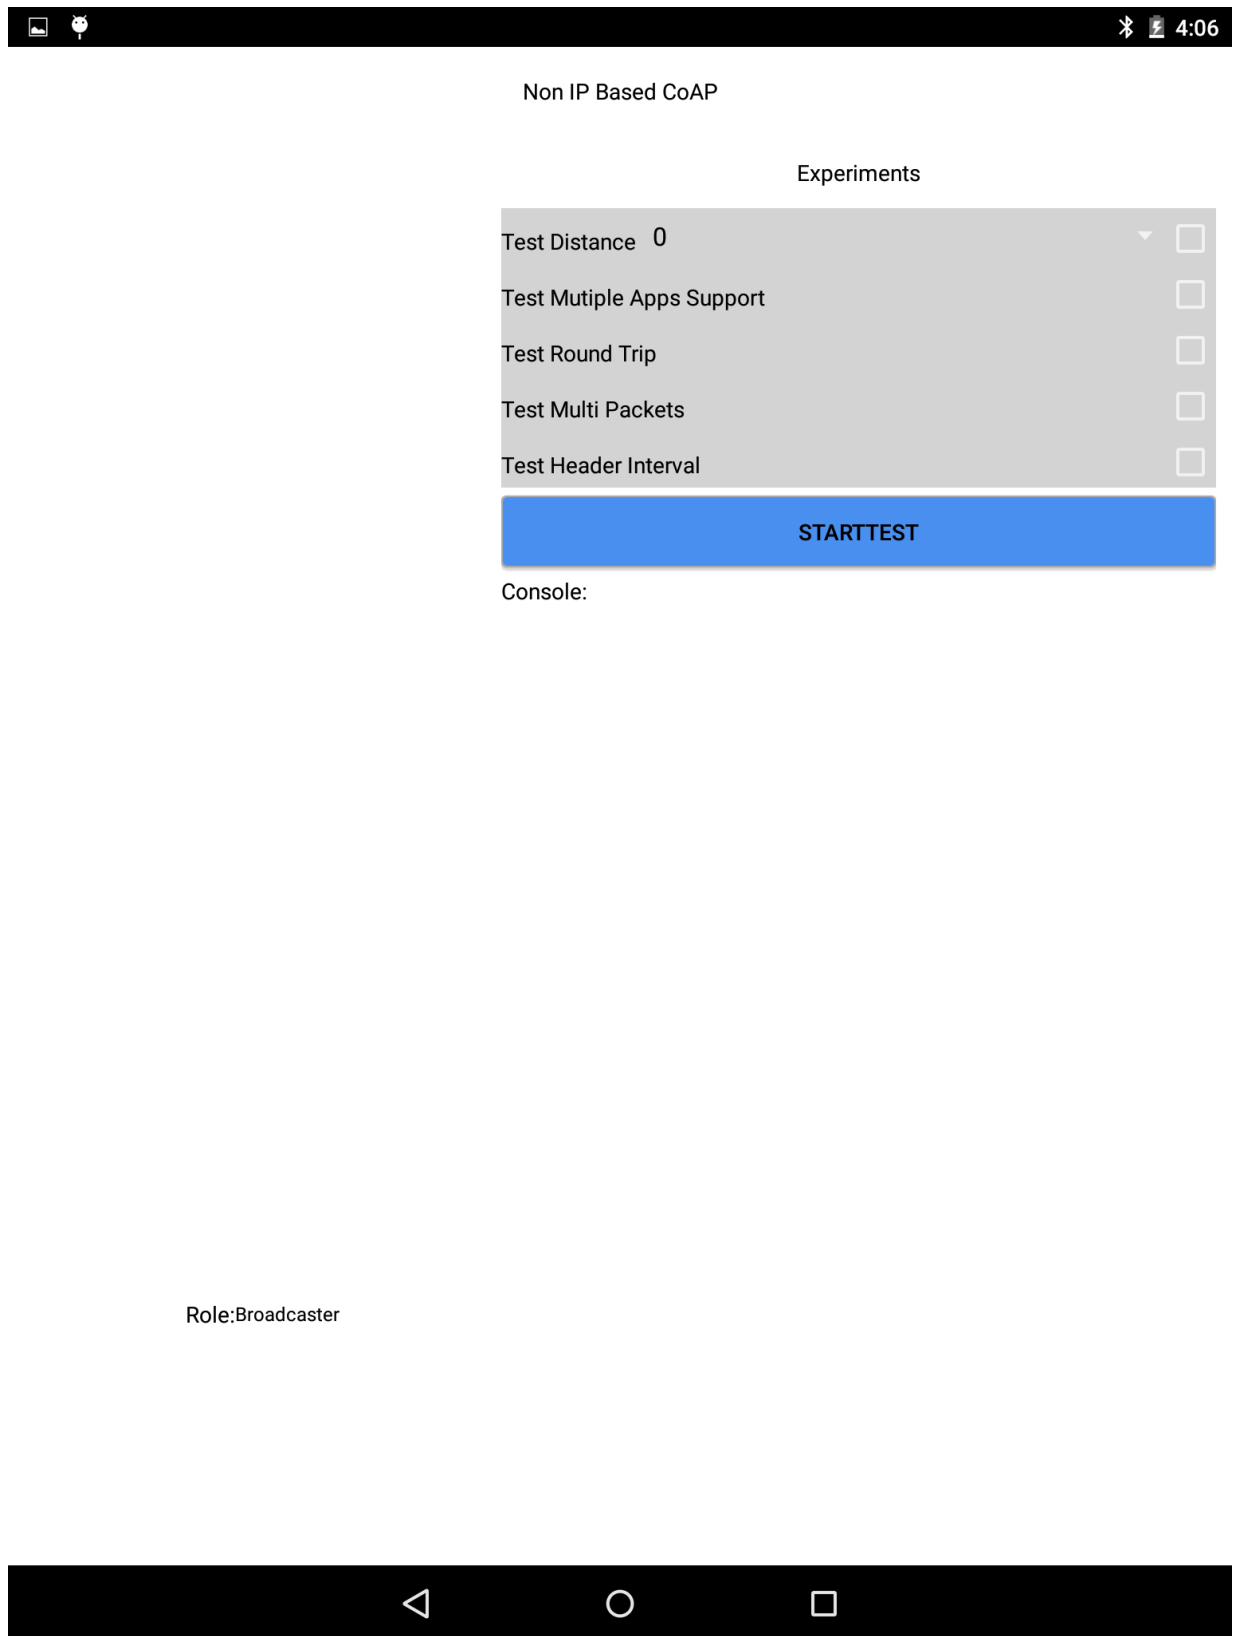 4:06
Non IP Based CoAP
Experiments
Test Distance 0
Test Mutiple Apps Support
Test Round Trip
Test Multi Packets
Test Header Interval
STARTTEST
Console:
Role:Broadcaster